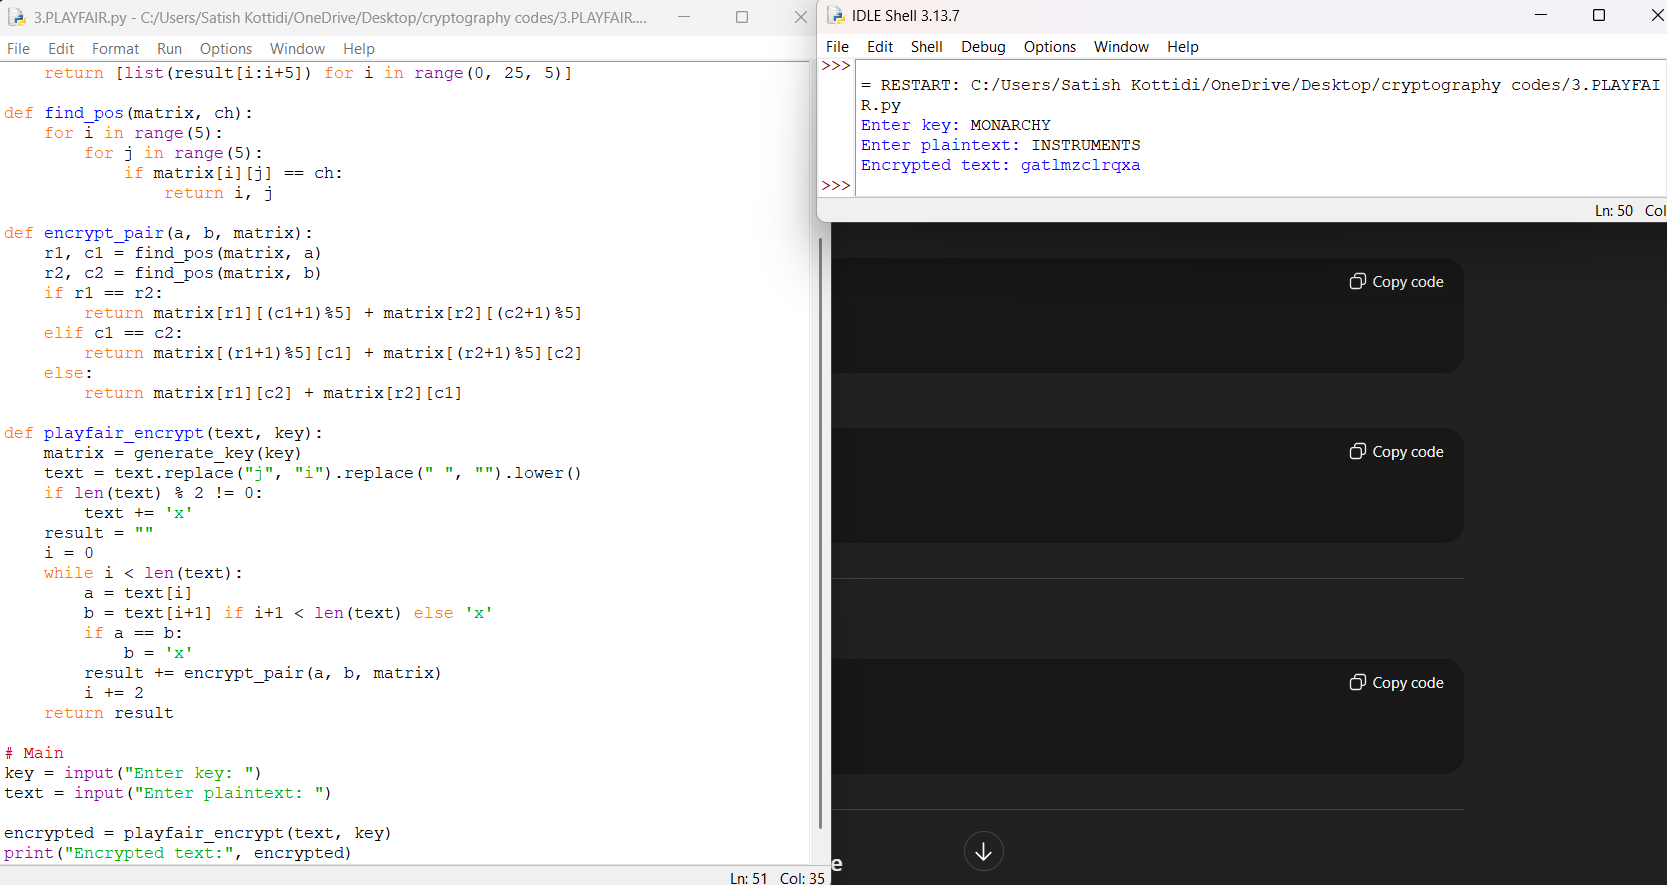 3.PLAYFAIR.py - C:/Users/Satish Kottidi/OneDrive/Desktop/cryptography codes/3.PLAYFAIR....
File Edit Format Run Options Window Help
    return [list(result[i:i+5]) for i in range(0, 25, 5)]

def find_pos(matrix, ch):
    for i in range(5):
        for j in range(5):
            if matrix[i][j] == ch:
                return i, j

def encrypt_pair(a, b, matrix):
    r1, c1 = find_pos(matrix, a)
    r2, c2 = find_pos(matrix, b)
    if r1 == r2:
        return matrix[r1][(c1+1)%5] + matrix[r2][(c2+1)%5]
    elif c1 == c2:
        return matrix[(r1+1)%5][c1] + matrix[(r2+1)%5][c2]
    else:
        return matrix[r1][c2] + matrix[r2][c1]

def playfair_encrypt(text, key):
    matrix = generate_key(key)
    text = text.replace("j", "i").replace(" ", "").lower()
    if len(text) % 2 != 0:
        text += 'x'
    result = ""
    i = 0
    while i < len(text):
        a = text[i]
        b = text[i+1] if i+1 < len(text) else 'x'
        if a == b:
            b = 'x'
        result += encrypt_pair(a, b, matrix)
        i += 2
    return result

# Main
key = input("Enter key: ")
text = input("Enter plaintext: ")

encrypted = playfair_encrypt(text, key)
print("Encrypted text:", encrypted)
Ln: 51 Col: 35
IDLE Shell 3.13.7
File Edit Shell Debug Options Window Help
>>>
= RESTART: C:/Users/Satish Kottidi/OneDrive/Desktop/cryptography codes/3.PLAYFAI
R.py
Enter key: MONARCHY
Enter plaintext: INSTRUMENTS
Encrypted text: gatlmzclrqxa
>>>
Ln: 50 Col
Copy code
Copy code
Copy code
e